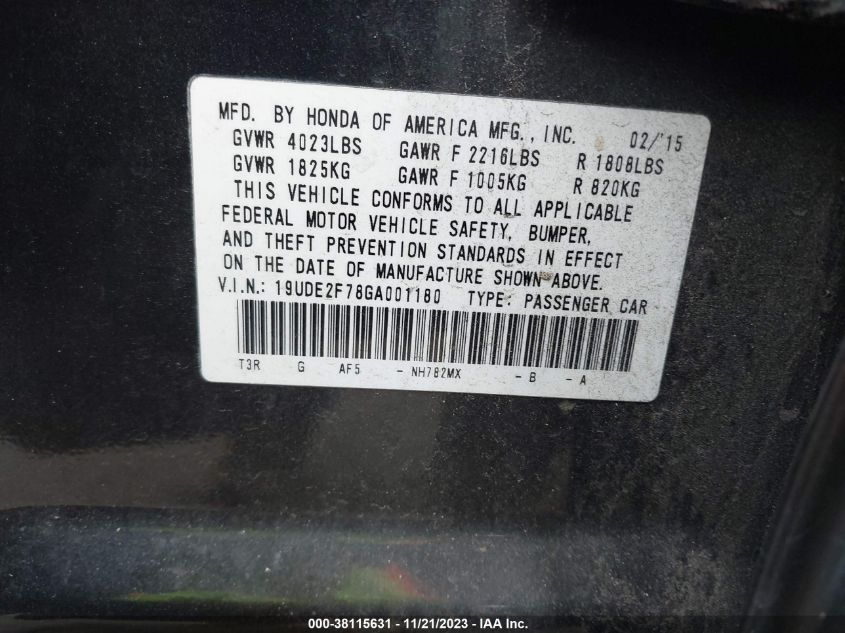 MFD. BY HONDA OF AMERICA MFG., INC. 02/'15
GVWR 4023LBS GAWR F 2216LBS R 1808LBS
GVWR 1825KG GAWR F 1005KG R 820KG
THIS VEHICLE CONFORMS TO ALL APPLICABLE
FEDERAL MOTOR VEHICLE SAFETY, BUMPER,
AND THEFT PREVENTION STANDARDS IN EFFECT
ON THE DATE OF MANUFACTURE SHOWN ABOVE.
V.I.N.: 19UDE2F78GA001180 TYPE: PASSENGER CAR
T3R G AF5 - NH782MX - B - A
000-38115631 - 11/21/2023 - IAA Inc.